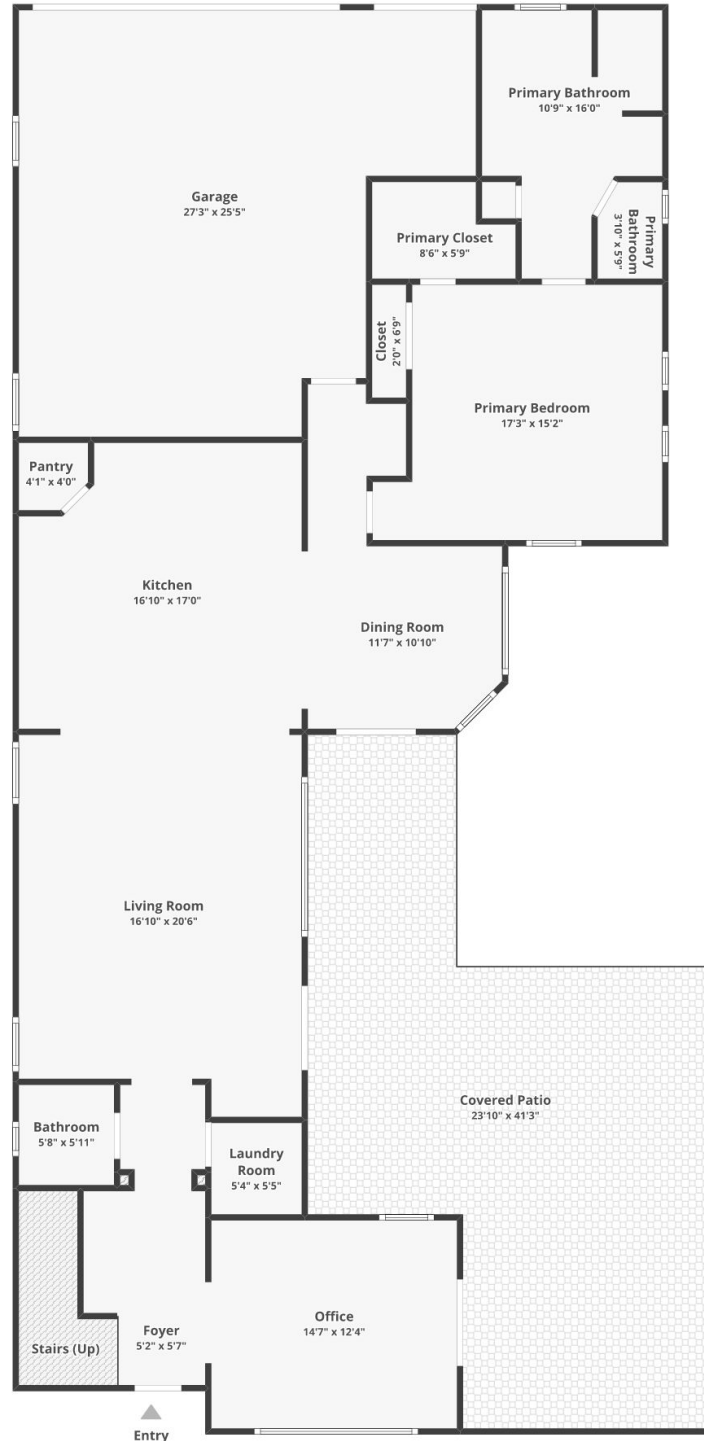 Primary Bathroom
10'9" x 16'0"
Garage
27'3" x 25'5"
Primary
Bathroom
3'10" x 5'9"
Primary Closet
8'6" x 5'9"
Closet
2'0" x 6'9"
Primary Bedroom
17'3" x 15'2"
Pantry
4'1" x 4'0"
Kitchen
16'10" x 17'0"
Dining Room
11'7" x 10'10"
Living Room
16'10" x 20'6"
Covered Patio
23'10" x 41'3"
Bathroom
5'8" x 5'11"
Laundry
Room
5'4" x 5'5"
Office
14'7" x 12'4"
Foyer
5'2" x 5'7"
Stairs (Up)
Entry